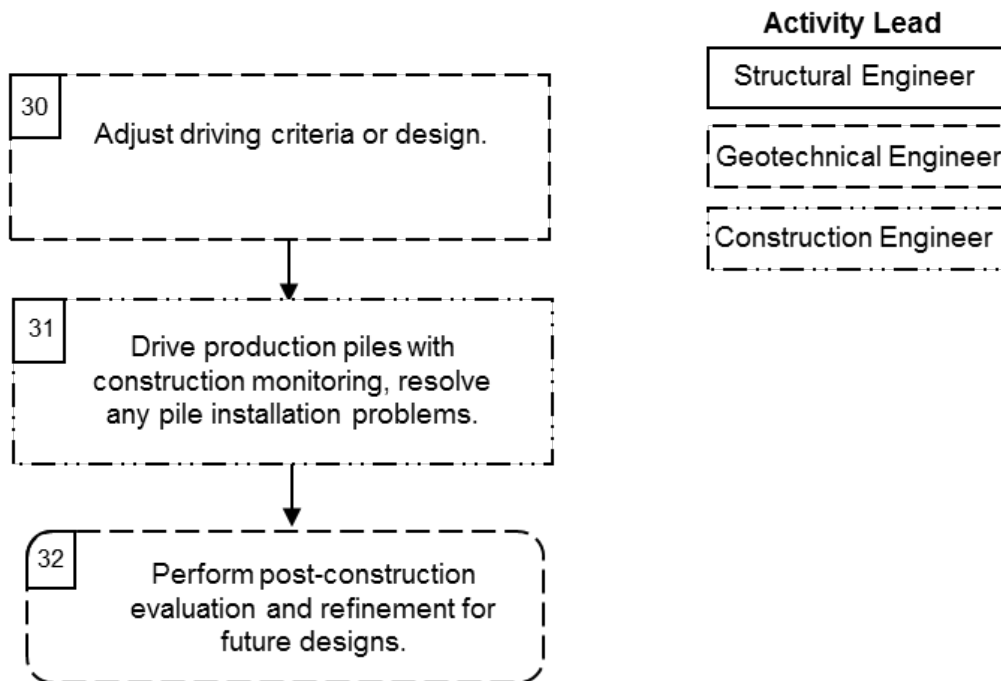 Activity Lead
Structural Engineer
Geotechnical Engineer
Construction Engineer
30
Adjust driving criteria or design.
31
Drive production piles with
construction monitoring, resolve
any pile installation problems.
32
Perform post-construction
evaluation and refinement for
future designs.